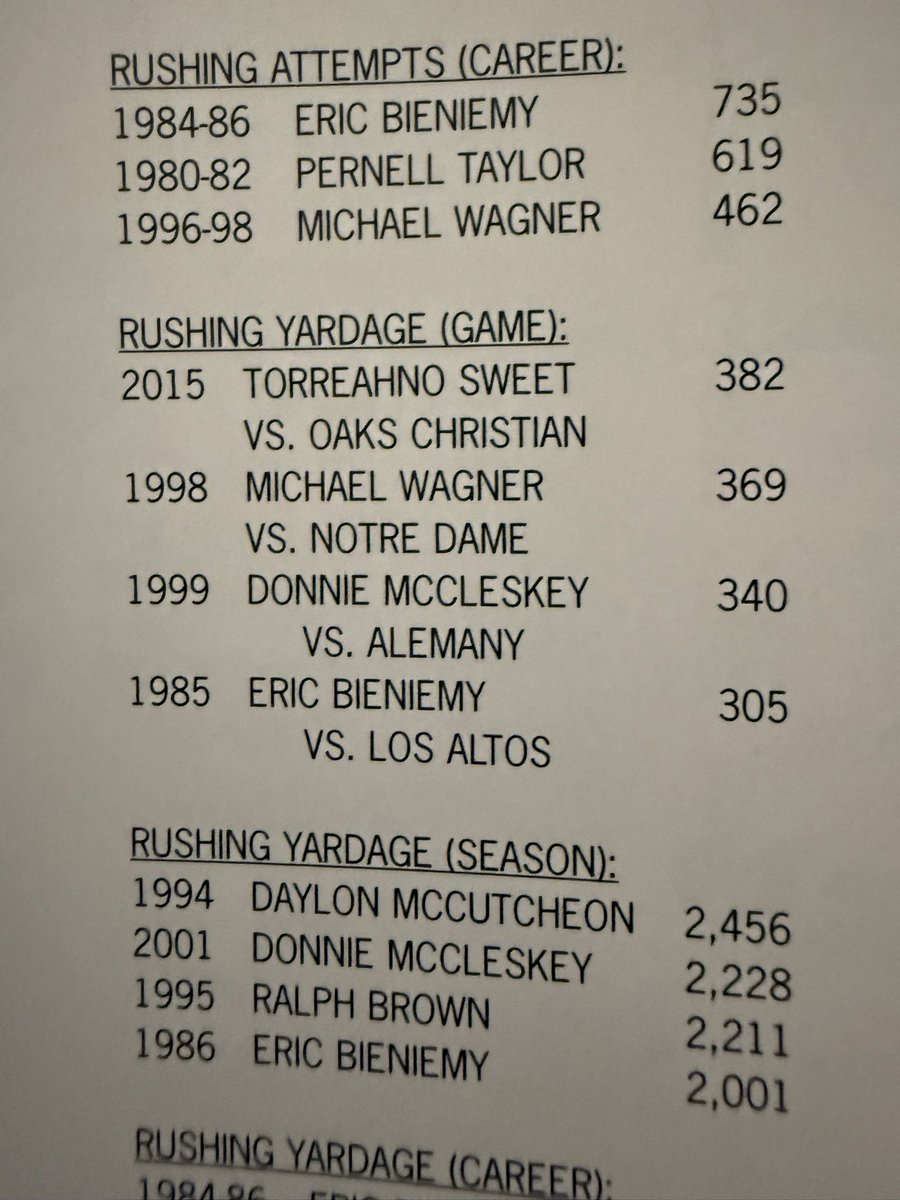 RUSHING ATTEMPTS (CAREER):
1984-86 ERIC BIENIEMY 735
1980-82 PERNELL TAYLOR 619
1996-98 MICHAEL WAGNER 462
RUSHING YARDAGE (GAME):
2015 TORREAHNO SWEET 382
VS. OAKS CHRISTIAN
1998 MICHAEL WAGNER 369
VS. NOTRE DAME
1999 DONNIE MCCLESKEY 340
VS. ALEMANY
1985 ERIC BIENIEMY 305
VS. LOS ALTOS
RUSHING YARDAGE (SEASON):
1994 DAYLON MCCUTCHEON 2,456
2001 DONNIE MCCLESKEY 2,228
1995 RALPH BROWN 2,211
1986 ERIC BIENIEMY 2,001
RUSHING YARDAGE (CAREER):
1984-86 ERIC